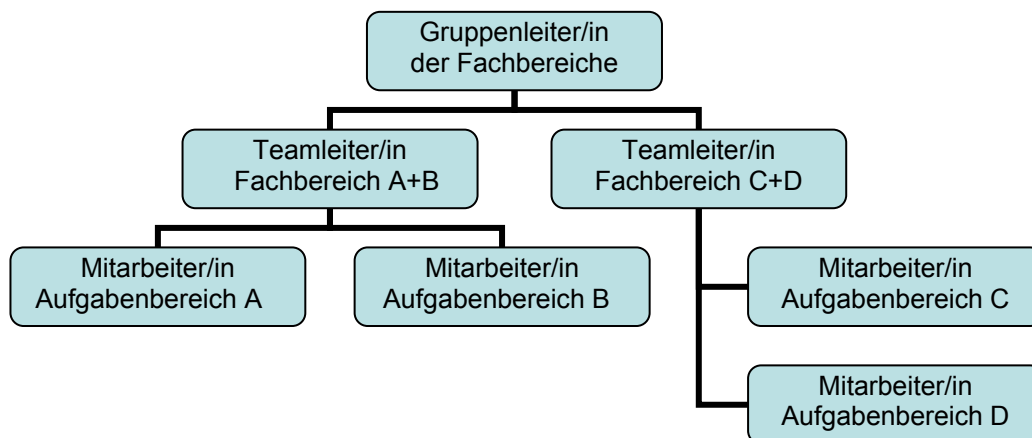 Gruppenleiter/in
der Fachbereiche
Teamleiter/in
Fachbereich A+B
Teamleiter/in
Fachbereich C+D
Mitarbeiter/in
Aufgabenbereich A
Mitarbeiter/in
Aufgabenbereich B
Mitarbeiter/in
Aufgabenbereich C
Mitarbeiter/in
Aufgabenbereich D